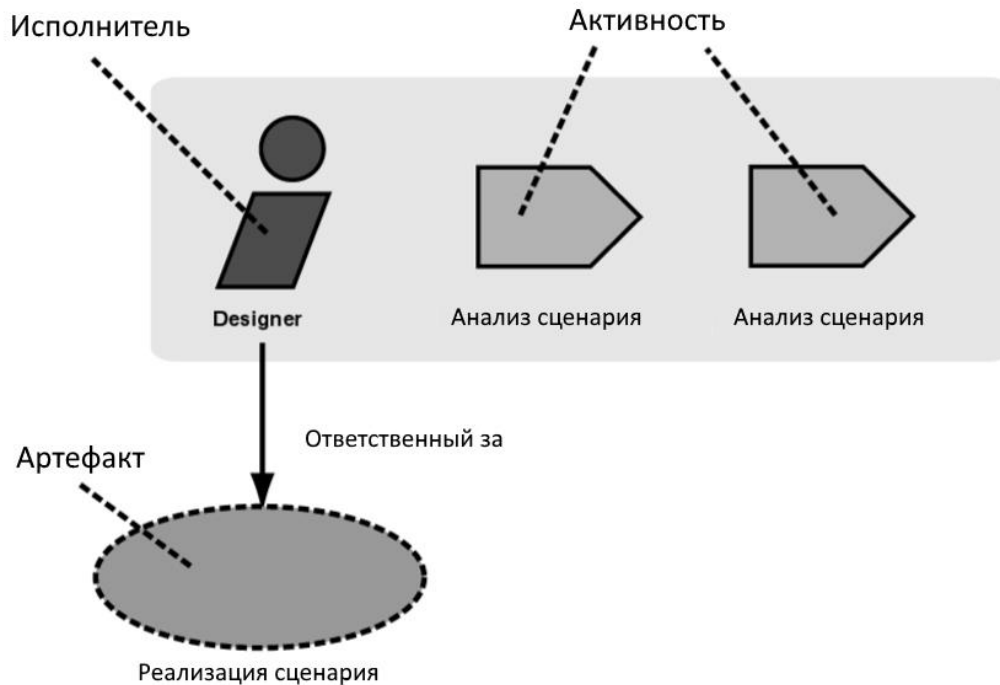 Исполнитель
Активность
Designer
Анализ сценария
Анализ сценария
Ответственный за
Артефакт
Реализация сценария